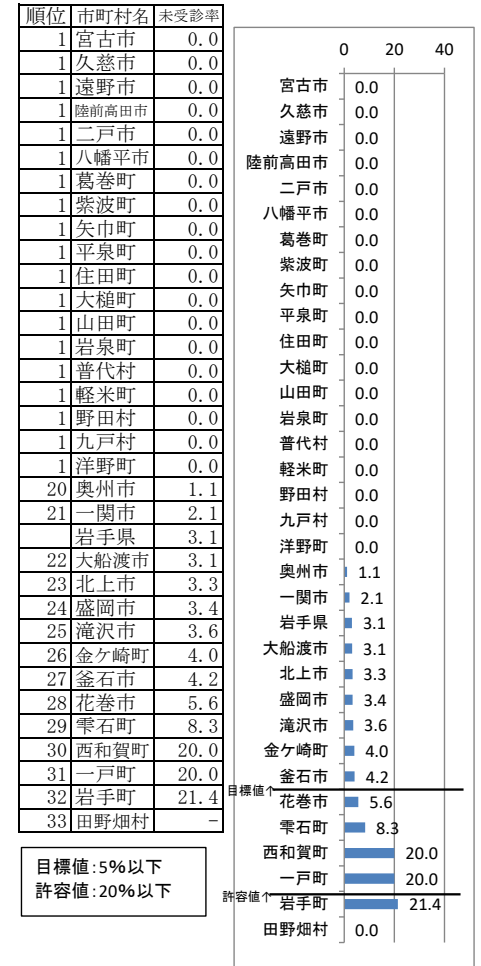 順位 市町村名 未受診率
1 宮古市 0.0
1 久慈市 0.0
1 遠野市 0.0
1 陸前高田市 0.0
1 二戸市 0.0
1 八幡平市 0.0
1 葛巻町 0.0
1 紫波町 0.0
1 矢巾町 0.0
1 平泉町 0.0
1 住田町 0.0
1 大槌町 0.0
1 山田町 0.0
1 岩泉町 0.0
1 普代村 0.0
1 軽米町 0.0
1 野田村 0.0
1 九戸村 0.0
1 洋野町 0.0
20 奥州市 1.1
21 一関市 2.1
岩手県 3.1
22 大船渡市 3.1
23 北上市 3.3
24 盛岡市 3.4
25 滝沢市 3.6
26 金ケ崎町 4.0
27 釜石市 4.2
28 花巻市 5.6
29 雫石町 8.3
30 西和賀町 20.0
31 一戸町 20.0
32 岩手町 21.4
33 田野畑村 -
目標値:5%以下
許容値:20%以下
0 20 40
宮古市 0.0
久慈市 0.0
遠野市 0.0
陸前高田市 0.0
二戸市 0.0
八幡平市 0.0
葛巻町 0.0
紫波町 0.0
矢巾町 0.0
平泉町 0.0
住田町 0.0
大槌町 0.0
山田町 0.0
岩泉町 0.0
普代村 0.0
軽米町 0.0
野田村 0.0
九戸村 0.0
洋野町 0.0
奥州市 1.1
一関市 2.1
岩手県 3.1
大船渡市 3.1
北上市 3.3
盛岡市 3.4
滝沢市 3.6
金ケ崎町 4.0
釜石市 4.2
目標値↑
花巻市 5.6
雫石町 8.3
西和賀町 20.0
一戸町 20.0
許容値↑
岩手町 21.4
田野畑村 0.0